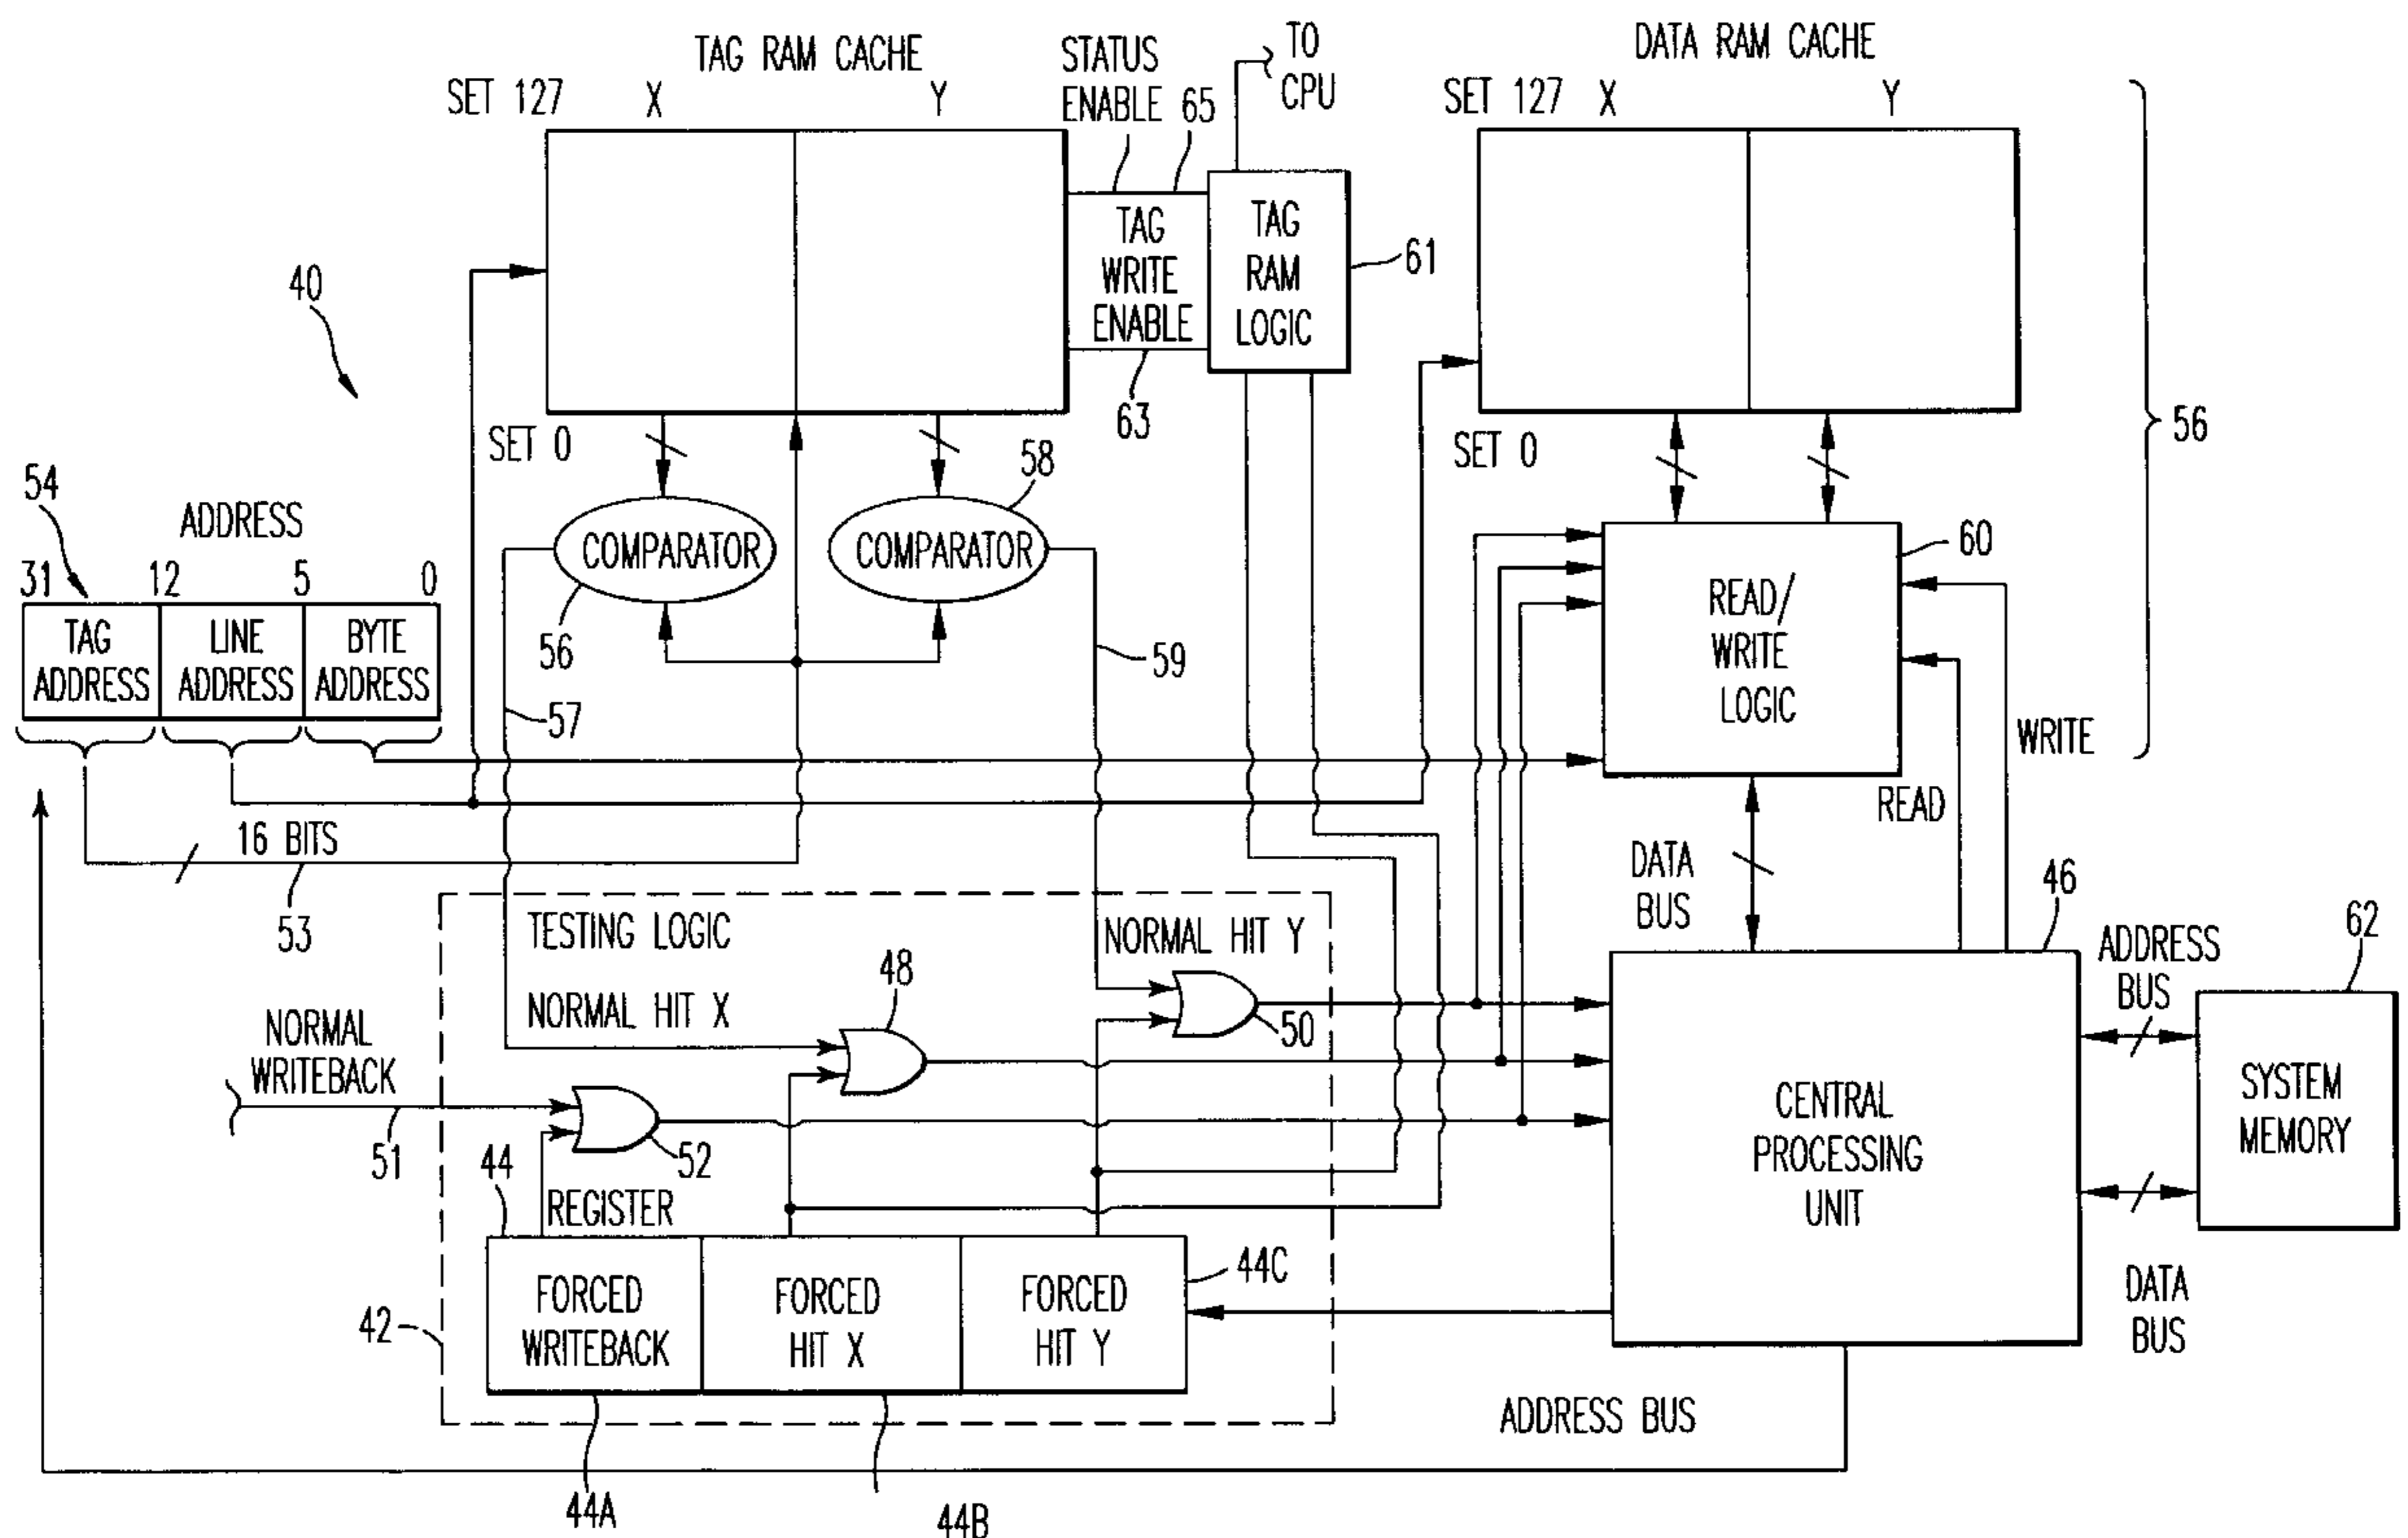 TAG RAM CACHE
SET 127 X Y
STATUS
ENABLE 65
TO
CPU
DATA RAM CACHE
SET 127 X Y
40
TAG
WRITE
ENABLE
TAG
RAM
LOGIC
61
63
56
SET 0
SET 0
58
54
ADDRESS
31 12 5 0
COMPARATOR
COMPARATOR
56
60
READ/
WRITE
LOGIC
TAG
ADDRESS
LINE
ADDRESS
BYTE
ADDRESS
59
57
WRITE
READ
16 BITS
53
DATA
BUS
46
TESTING LOGIC
NORMAL HIT Y
48
NORMAL HIT X
50
ADDRESS
BUS
62
NORMAL
WRITEBACK
51
52
44
REGISTER
CENTRAL
PROCESSING
UNIT
SYSTEM
MEMORY
FORCED
WRITEBACK
FORCED
HIT X
FORCED
HIT Y
44C
42
DATA
BUS
ADDRESS BUS
44A
44B